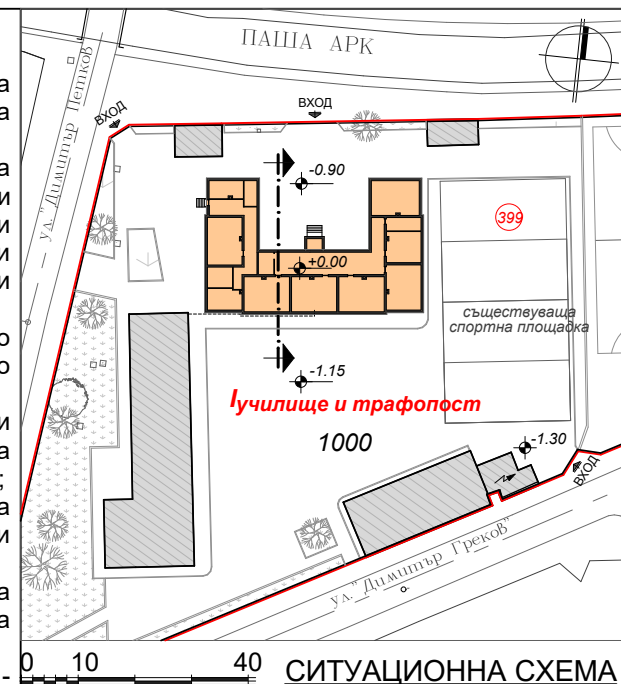 ПАША АРК
ул."Димитър Петков"
ВХОД
ВХОД
-0.90
399
+0.00
съществуваща
спортна площадка
-1.15
Iучилище и трафопост
1000
-1.30
ВХОД
ул."Димитър Греков"
0 10 40
СИТУАЦИОННА СХЕМА
а
а
а
и
и
и
и
о
о
и
а
;
а
и
а
а
-